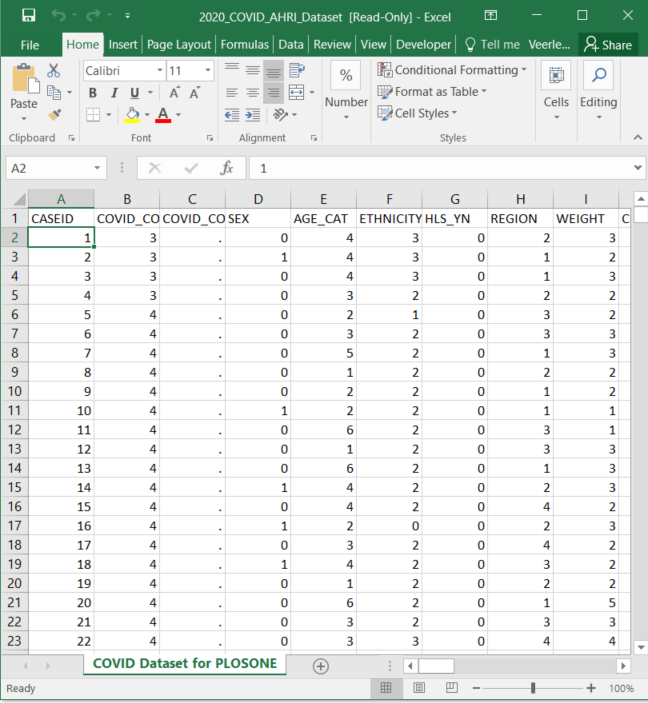 2020_COVID_AHRI_Dataset [Read-Only] - Excel
File Home Insert Page Layout Formulas Data Review View Developer Tell me Veerle... Share
Paste Calibri 11 B I U A A A % Number Conditional Formatting Format as Table Cell Styles Cells Editing
Clipboard Font Alignment Styles
A2 fx 1
A B C D E F G H I
1 CASEID COVID_CO COVID_CO SEX AGE_CAT ETHNICITY HLS_YN REGION WEIGHT C
2 1 3 . 0 4 3 0 2 3
3 2 3 . 1 4 3 0 1 2
4 3 3 . 0 4 3 0 1 3
5 4 3 . 0 3 2 0 2 2
6 5 4 . 0 2 1 0 3 2
7 6 4 . 0 3 2 0 3 3
8 7 4 . 0 5 2 0 1 3
9 8 4 . 0 1 2 0 2 2
10 9 4 . 0 2 2 0 1 2
11 10 4 . 1 2 2 0 1 1
12 11 4 . 0 6 2 0 3 1
13 12 4 . 0 1 2 0 3 3
14 13 4 . 0 6 2 0 1 3
15 14 4 . 1 4 2 0 2 3
16 15 4 . 0 4 2 0 4 2
17 16 4 . 1 2 0 0 2 3
18 17 4 . 0 3 2 0 4 2
19 18 4 . 1 4 2 0 3 2
20 19 4 . 0 1 2 0 2 2
21 20 4 . 0 6 2 0 1 5
22 21 4 . 0 3 2 0 3 3
23 22 4 . 0 3 3 0 4 4
COVID Dataset for PLOSONE
Ready 100%